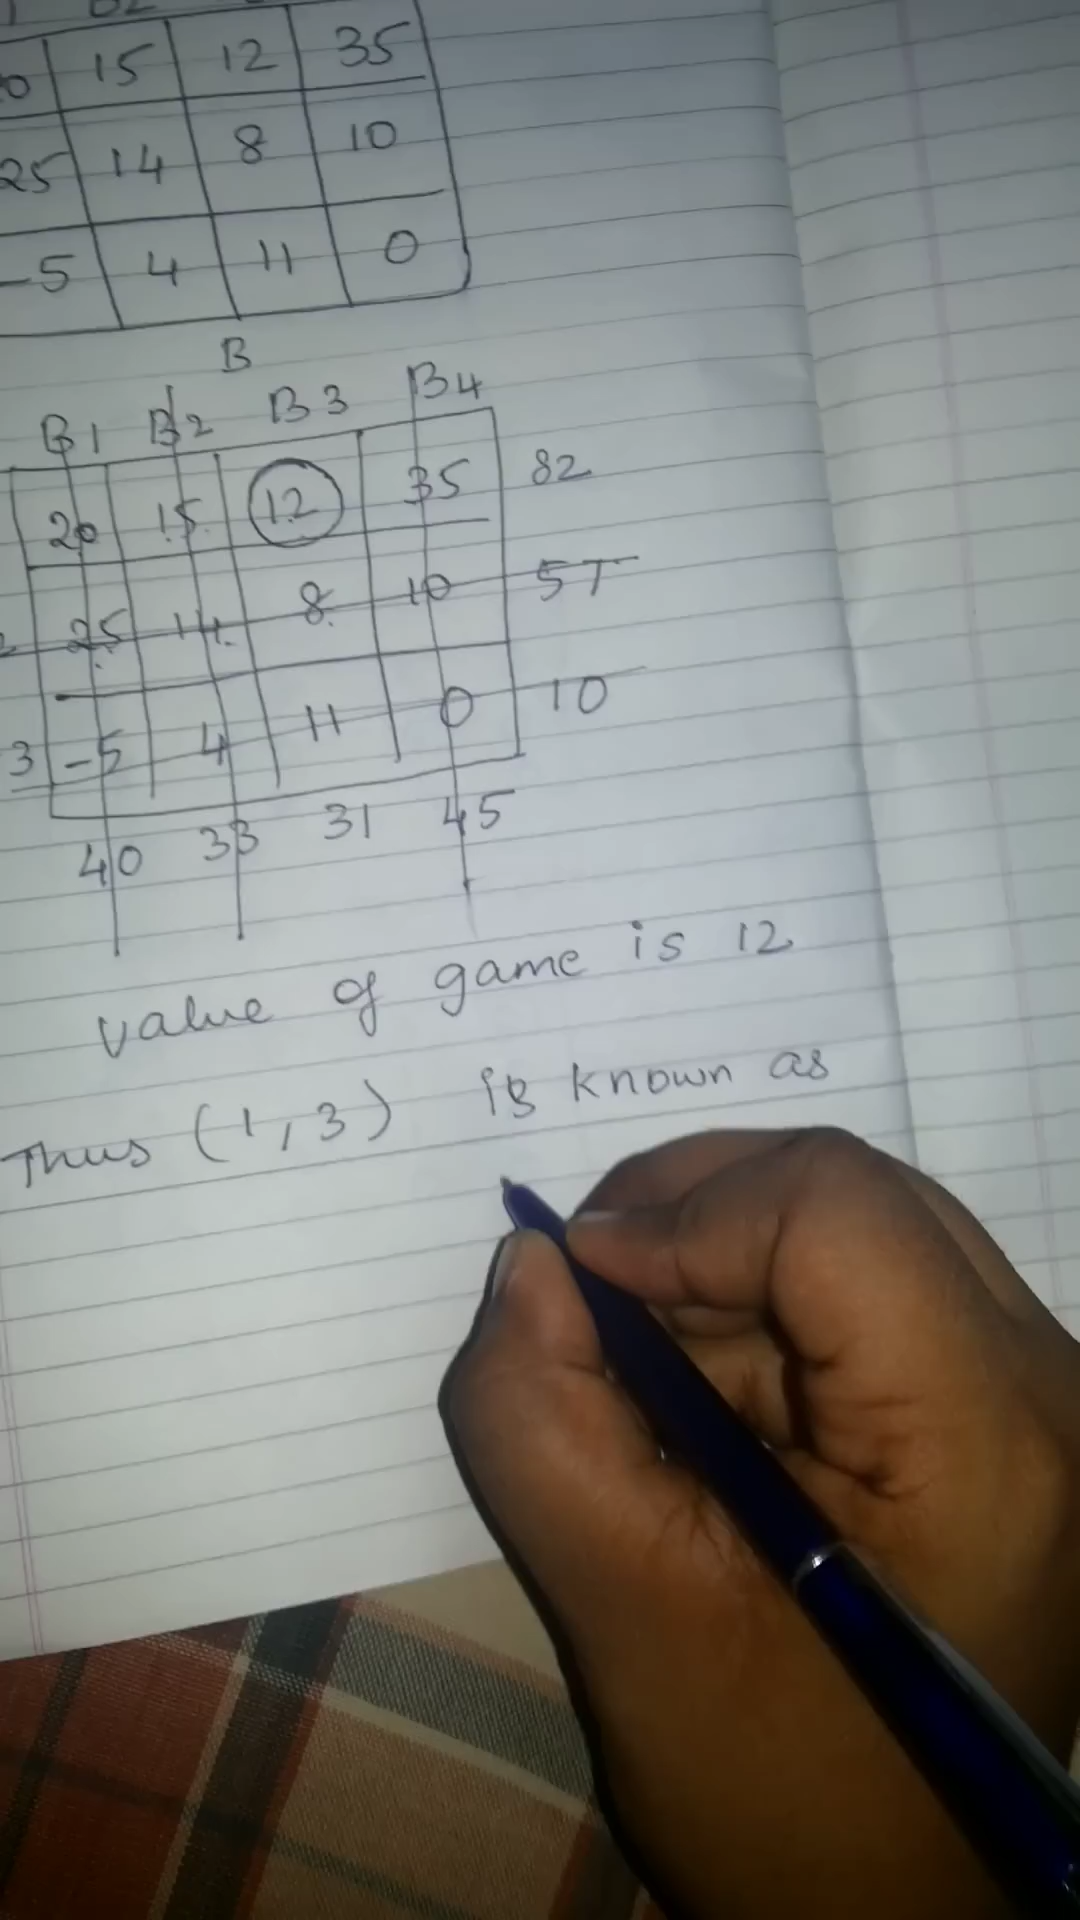 15 12 35
25 14 8 10
-5 4 11 0
B
B1 B2 B3 B4
20 15 12 35 82
25 14 8 10 57
3 -5 4 11 0 10
40 33 31 45
value of game is 12
Thus (1,3) is known as